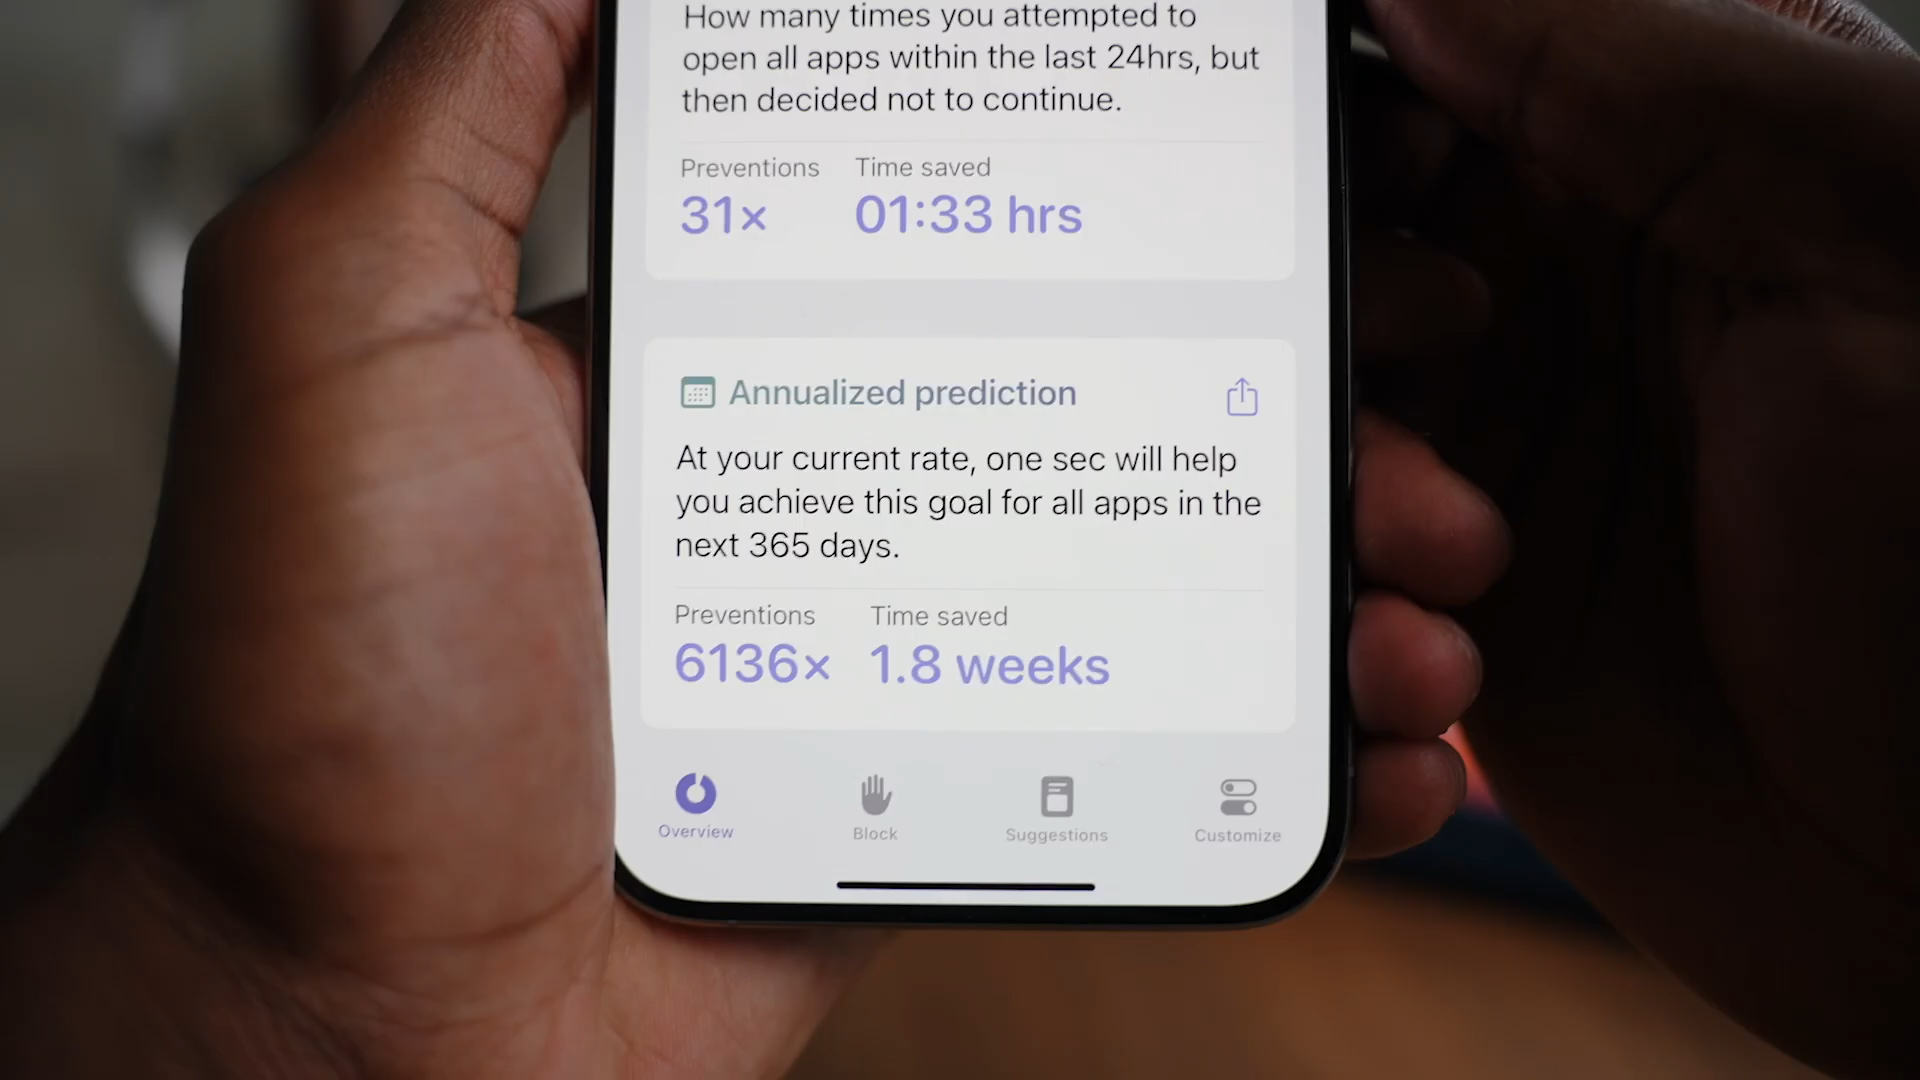 How many times you attempted to
open all apps within the last 24hrs, but
then decided not to continue.
Preventions Time saved
31× 01:33 hrs
Annualized prediction
At your current rate, one sec will help
you achieve this goal for all apps in the
next 365 days.
Preventions Time saved
6136× 1.8 weeks
Overview Block Suggestions Customize